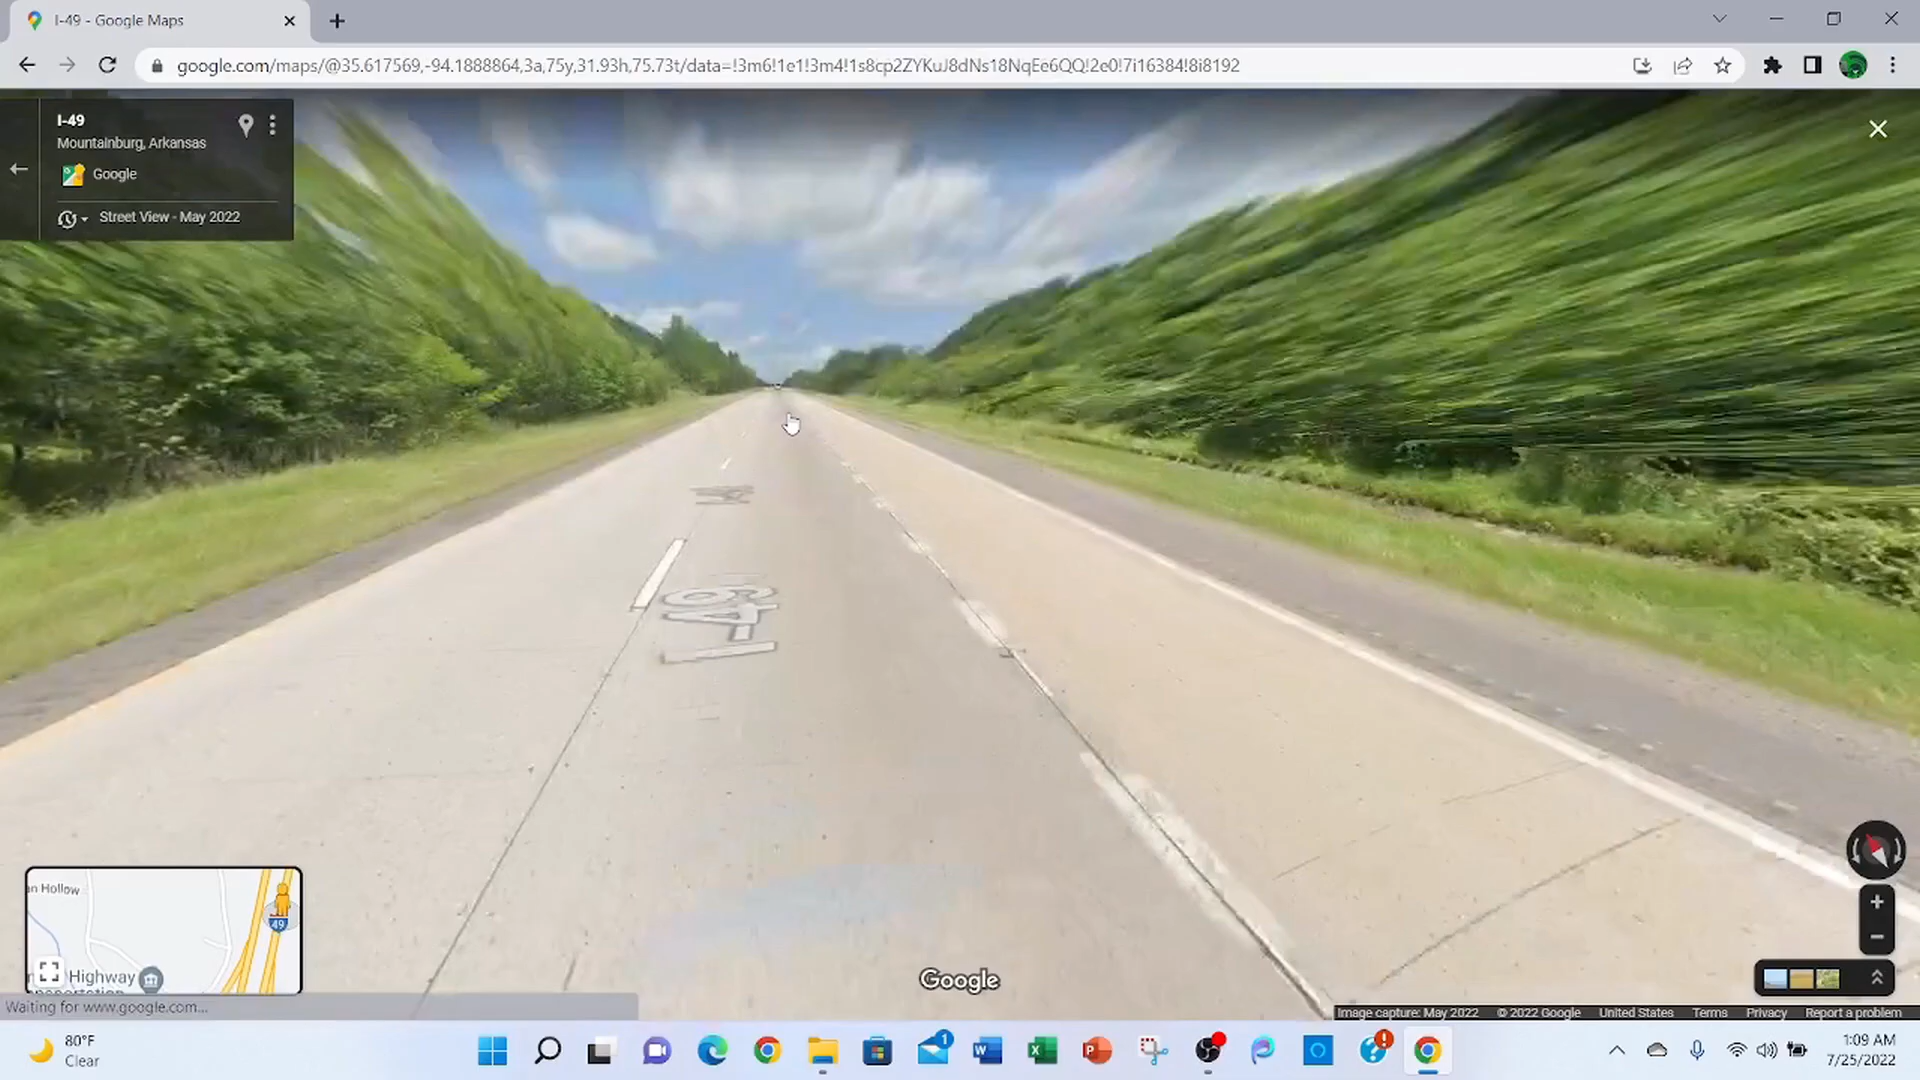 I-49 - Google Maps
google.com/maps/@35.617569,-94.1888864,3a,75y,31.93h,75.73t/data=!3m6!1e1!3m4!1s8cp2ZYKuJ8dNs18NqEe6QQ!2e0!7i16384!8i8192
I-49
Mountainburg, Arkansas
Google
Street View - May 2022
I-49
I-49
an Hollow
49
Highway
Google
Waiting for www.google.com...
Image capture: May 2022 © 2022 Google United States Terms Privacy Report a problem
80°F
Clear
1
1:09 AM
7/25/2022